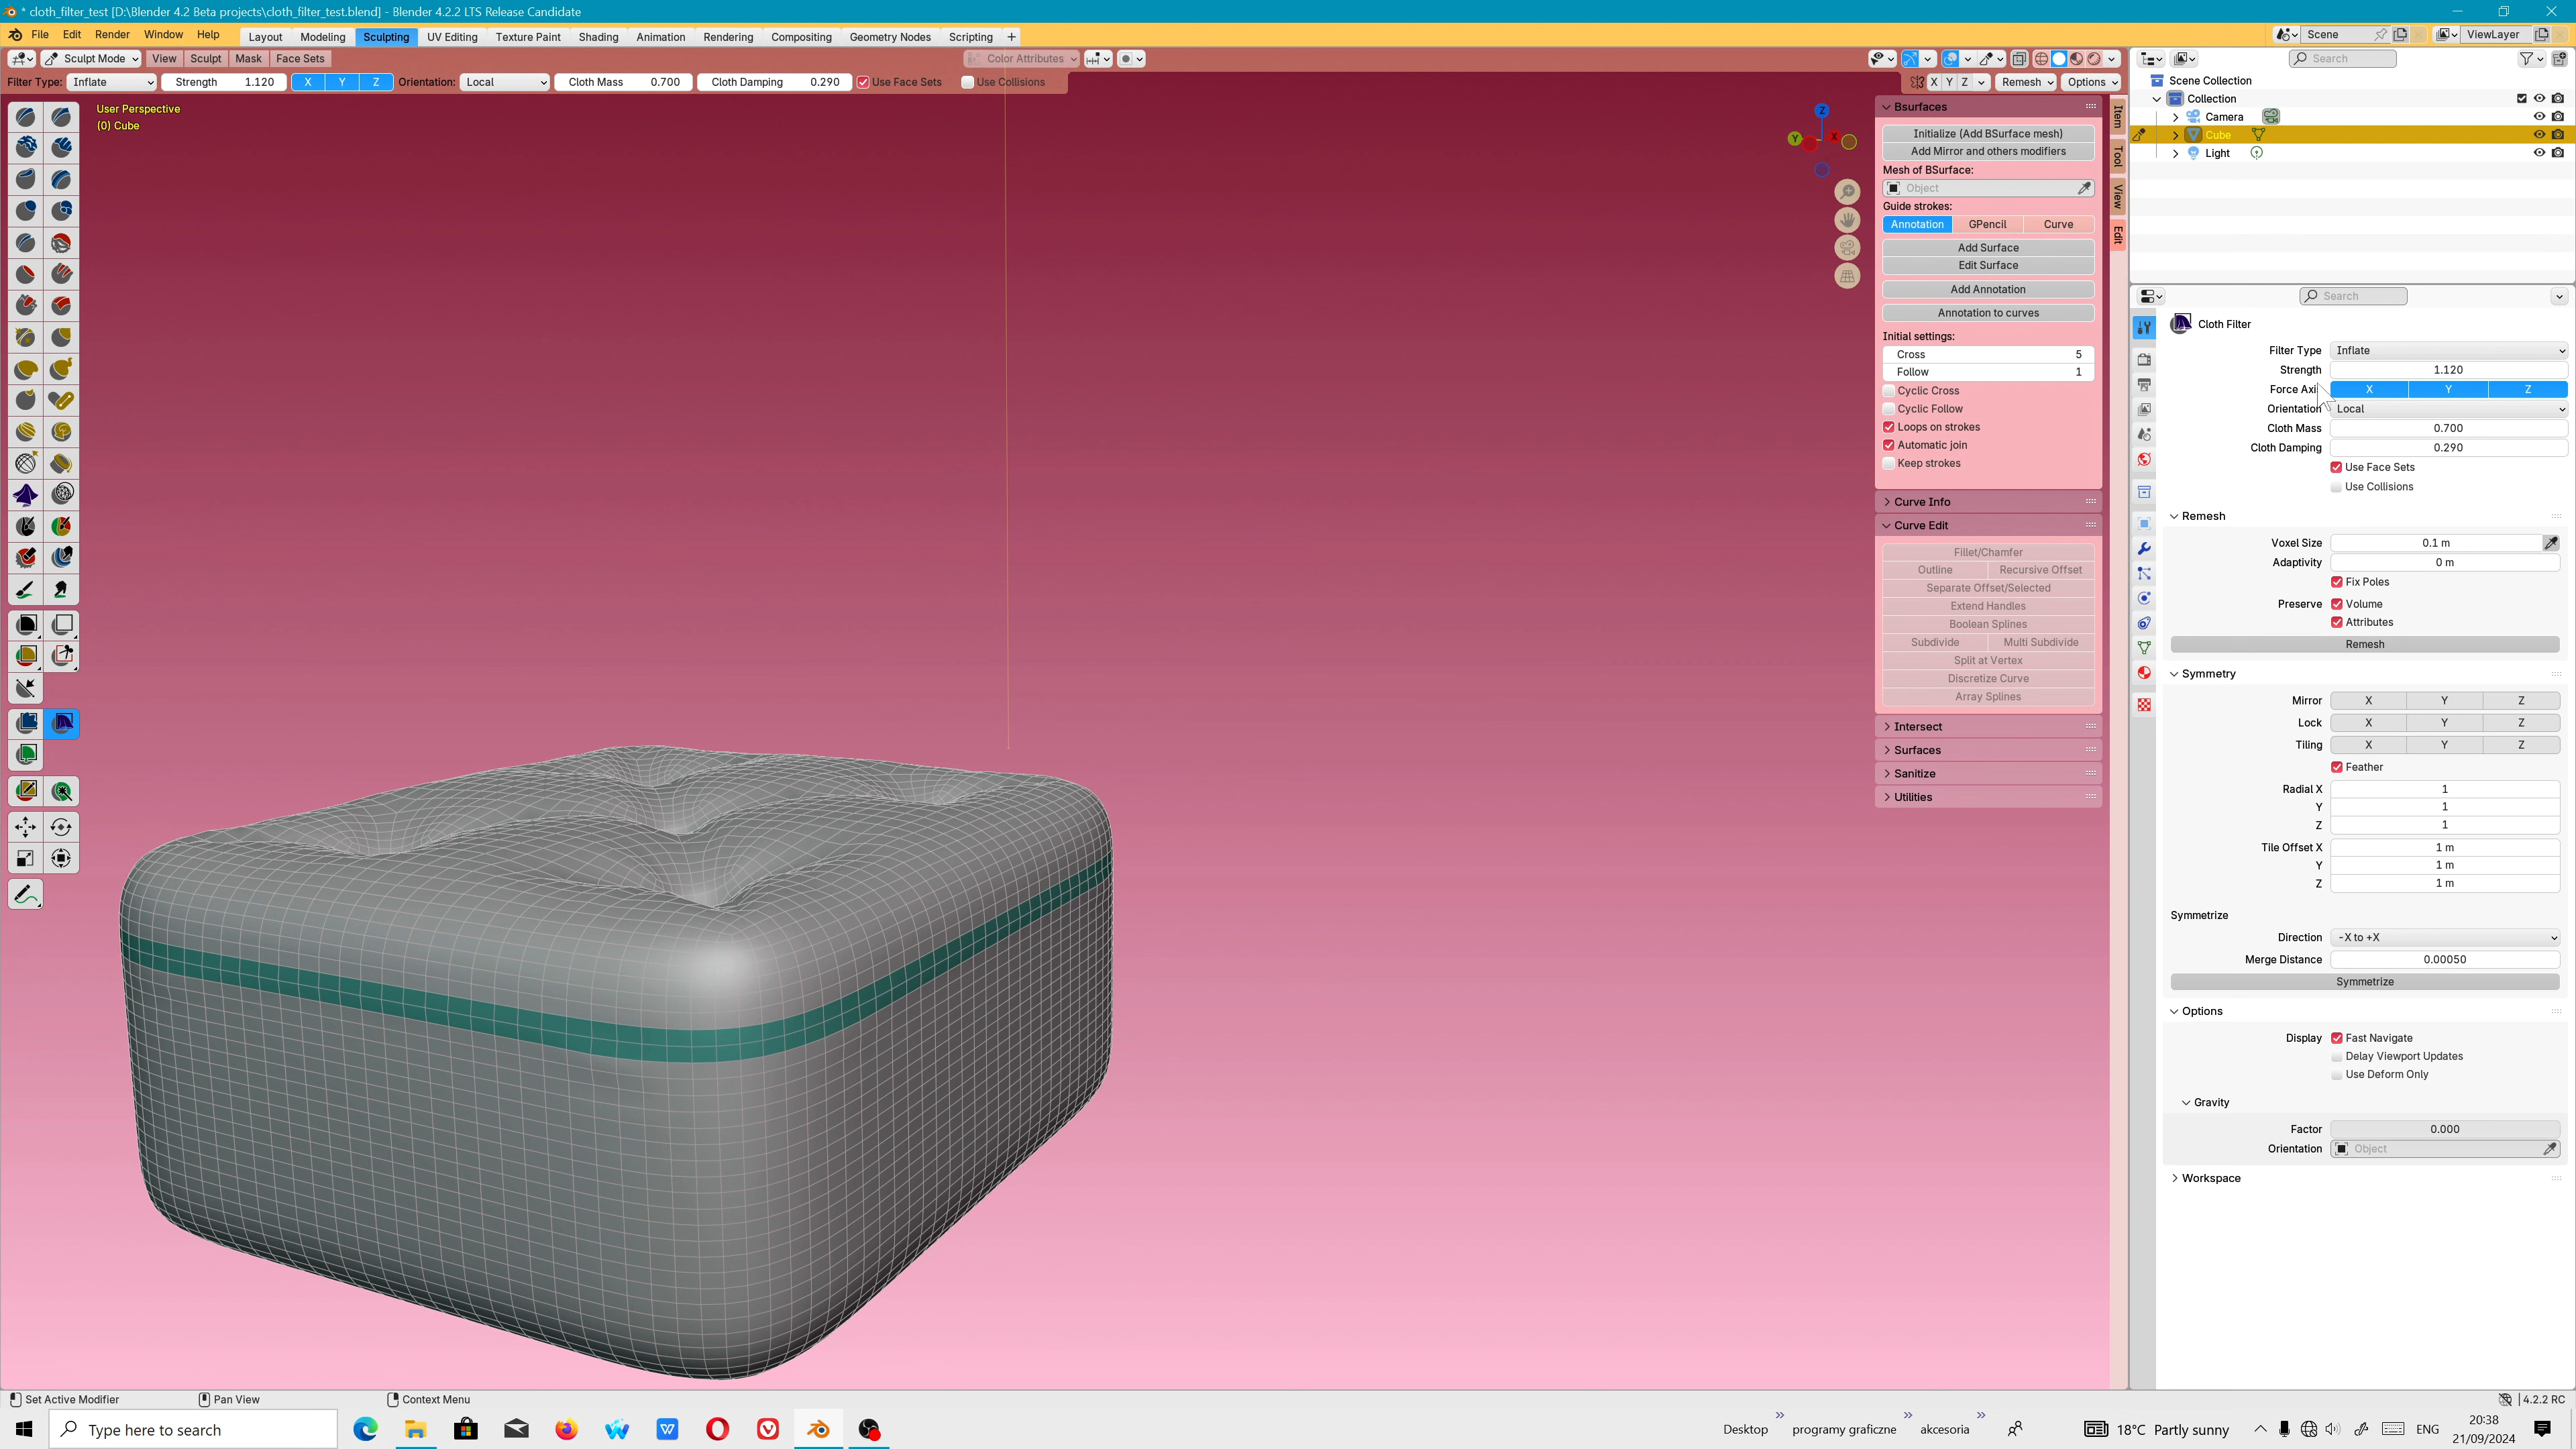 * cloth_filter_test [D:\Blender 4.2 Beta projects\cloth_filter_test.blend] - Blender 4.2.2 LTS Release Candidate
File Edit Render Window Help Layout Modeling Sculpting UV Editing Texture Paint Shading Animation Rendering Compositing Geometry Nodes Scripting + Scene ViewLayer
Sculpt Mode View Sculpt Mask Face Sets Color Attributes Search
Filter Type: Inflate Strength 1.120 X Y Z Orientation: Local Cloth Mass 0.700 Cloth Damping 0.290 Use Face Sets Use Collisions X Y Z Remesh Options
User Perspective
(0) Cube
Z
Y
X
Bsurfaces
Initialize (Add BSurface mesh)
Add Mirror and others modifiers
Mesh of BSurface:
Object
Guide strokes:
Annotation GPencil Curve
Add Surface
Edit Surface
Add Annotation
Annotation to curves
Initial settings:
Cross 5
Follow 1
Cyclic Cross
Cyclic Follow
Loops on strokes
Automatic join
Keep strokes
Curve Info
Curve Edit
Fillet/Chamfer
Outline Recursive Offset
Separate Offset/Selected
Extend Handles
Boolean Splines
Subdivide Multi Subdivide
Split at Vertex
Discretize Curve
Array Splines
Intersect
Surfaces
Sanitize
Utilities
Item
Tool
View
Edit
Scene Collection
Collection
Camera
Cube
Light
Search
Cloth Filter
Filter Type Inflate
Strength 1.120
Force Axi X Y Z
Orientation Local
Cloth Mass 0.700
Cloth Damping 0.290
Use Face Sets
Use Collisions
Remesh
Voxel Size 0.1 m
Adaptivity 0 m
Fix Poles
Preserve Volume
Attributes
Remesh
Symmetry
Mirror X Y Z
Lock X Y Z
Tiling X Y Z
Feather
Radial X 1
Y 1
Z 1
Tile Offset X 1 m
Y 1 m
Z 1 m
Symmetrize
Direction -X to +X
Merge Distance 0.00050
Symmetrize
Options
Display Fast Navigate
Delay Viewport Updates
Use Deform Only
Gravity
Factor 0.000
Orientation Object
Workspace
Set Active Modifier Pan View Context Menu 4.2.2 RC
Type here to search Desktop programy graficzne akcesoria 18°C Partly sunny ENG 20:38
21/09/2024